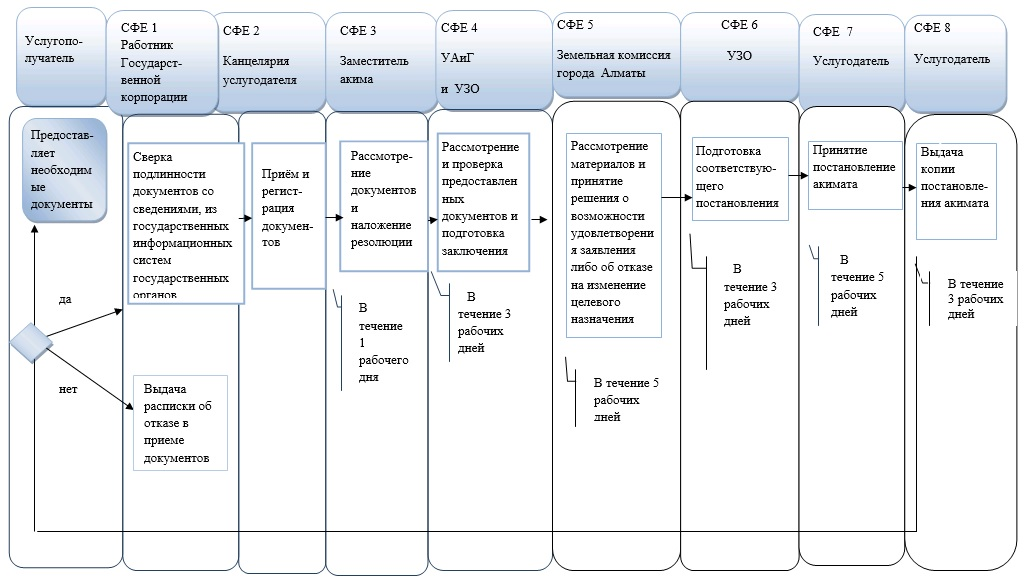 Услугопо-
лучатель
СФЕ 1
Работник
Государст-
венной
корпорации
СФЕ 2
Канцелярия
услугодателя
СФЕ 3
Заместитель
акима
СФЕ 4
УАиГ
и УЗО
СФЕ 5
Земельная комиссия
города Алматы
СФЕ 6
УЗО
СФЕ 7
Услугодатель
СФЕ 8
Услугодатель
Предостав-
ляет
необходим
ые
документы
Сверка
подлинности
документов со
сведениями, из
государственных
информационных
систем
государственных
органов
Приём и
регист-
рация
докумен-
тов
Рассмотре-
ние
документов
и
наложение
резолюции
Рассмотрение
и проверка
предоставлен
ных
документов и
подготовка
заключения
Рассмотрение
материалов и
принятие
решения о
возможности
удовлетворени
я заявления
либо об отказе
на изменение
целевого
назначения
Подготовка
соответствую-
щего
постановления
Принятие
постановление
акимата
Выдача
копии
постановле-
ния акимата
В
течение
1
рабочего
дня
В
течение 3
рабочих
дней
В течение 5
рабочих
дней
В
течение 3
рабочих
дней
В
течение 5
рабочих
дней
В течение
3 рабочих
дней
да
нет
Выдача
расписки об
отказе в
приеме
документов